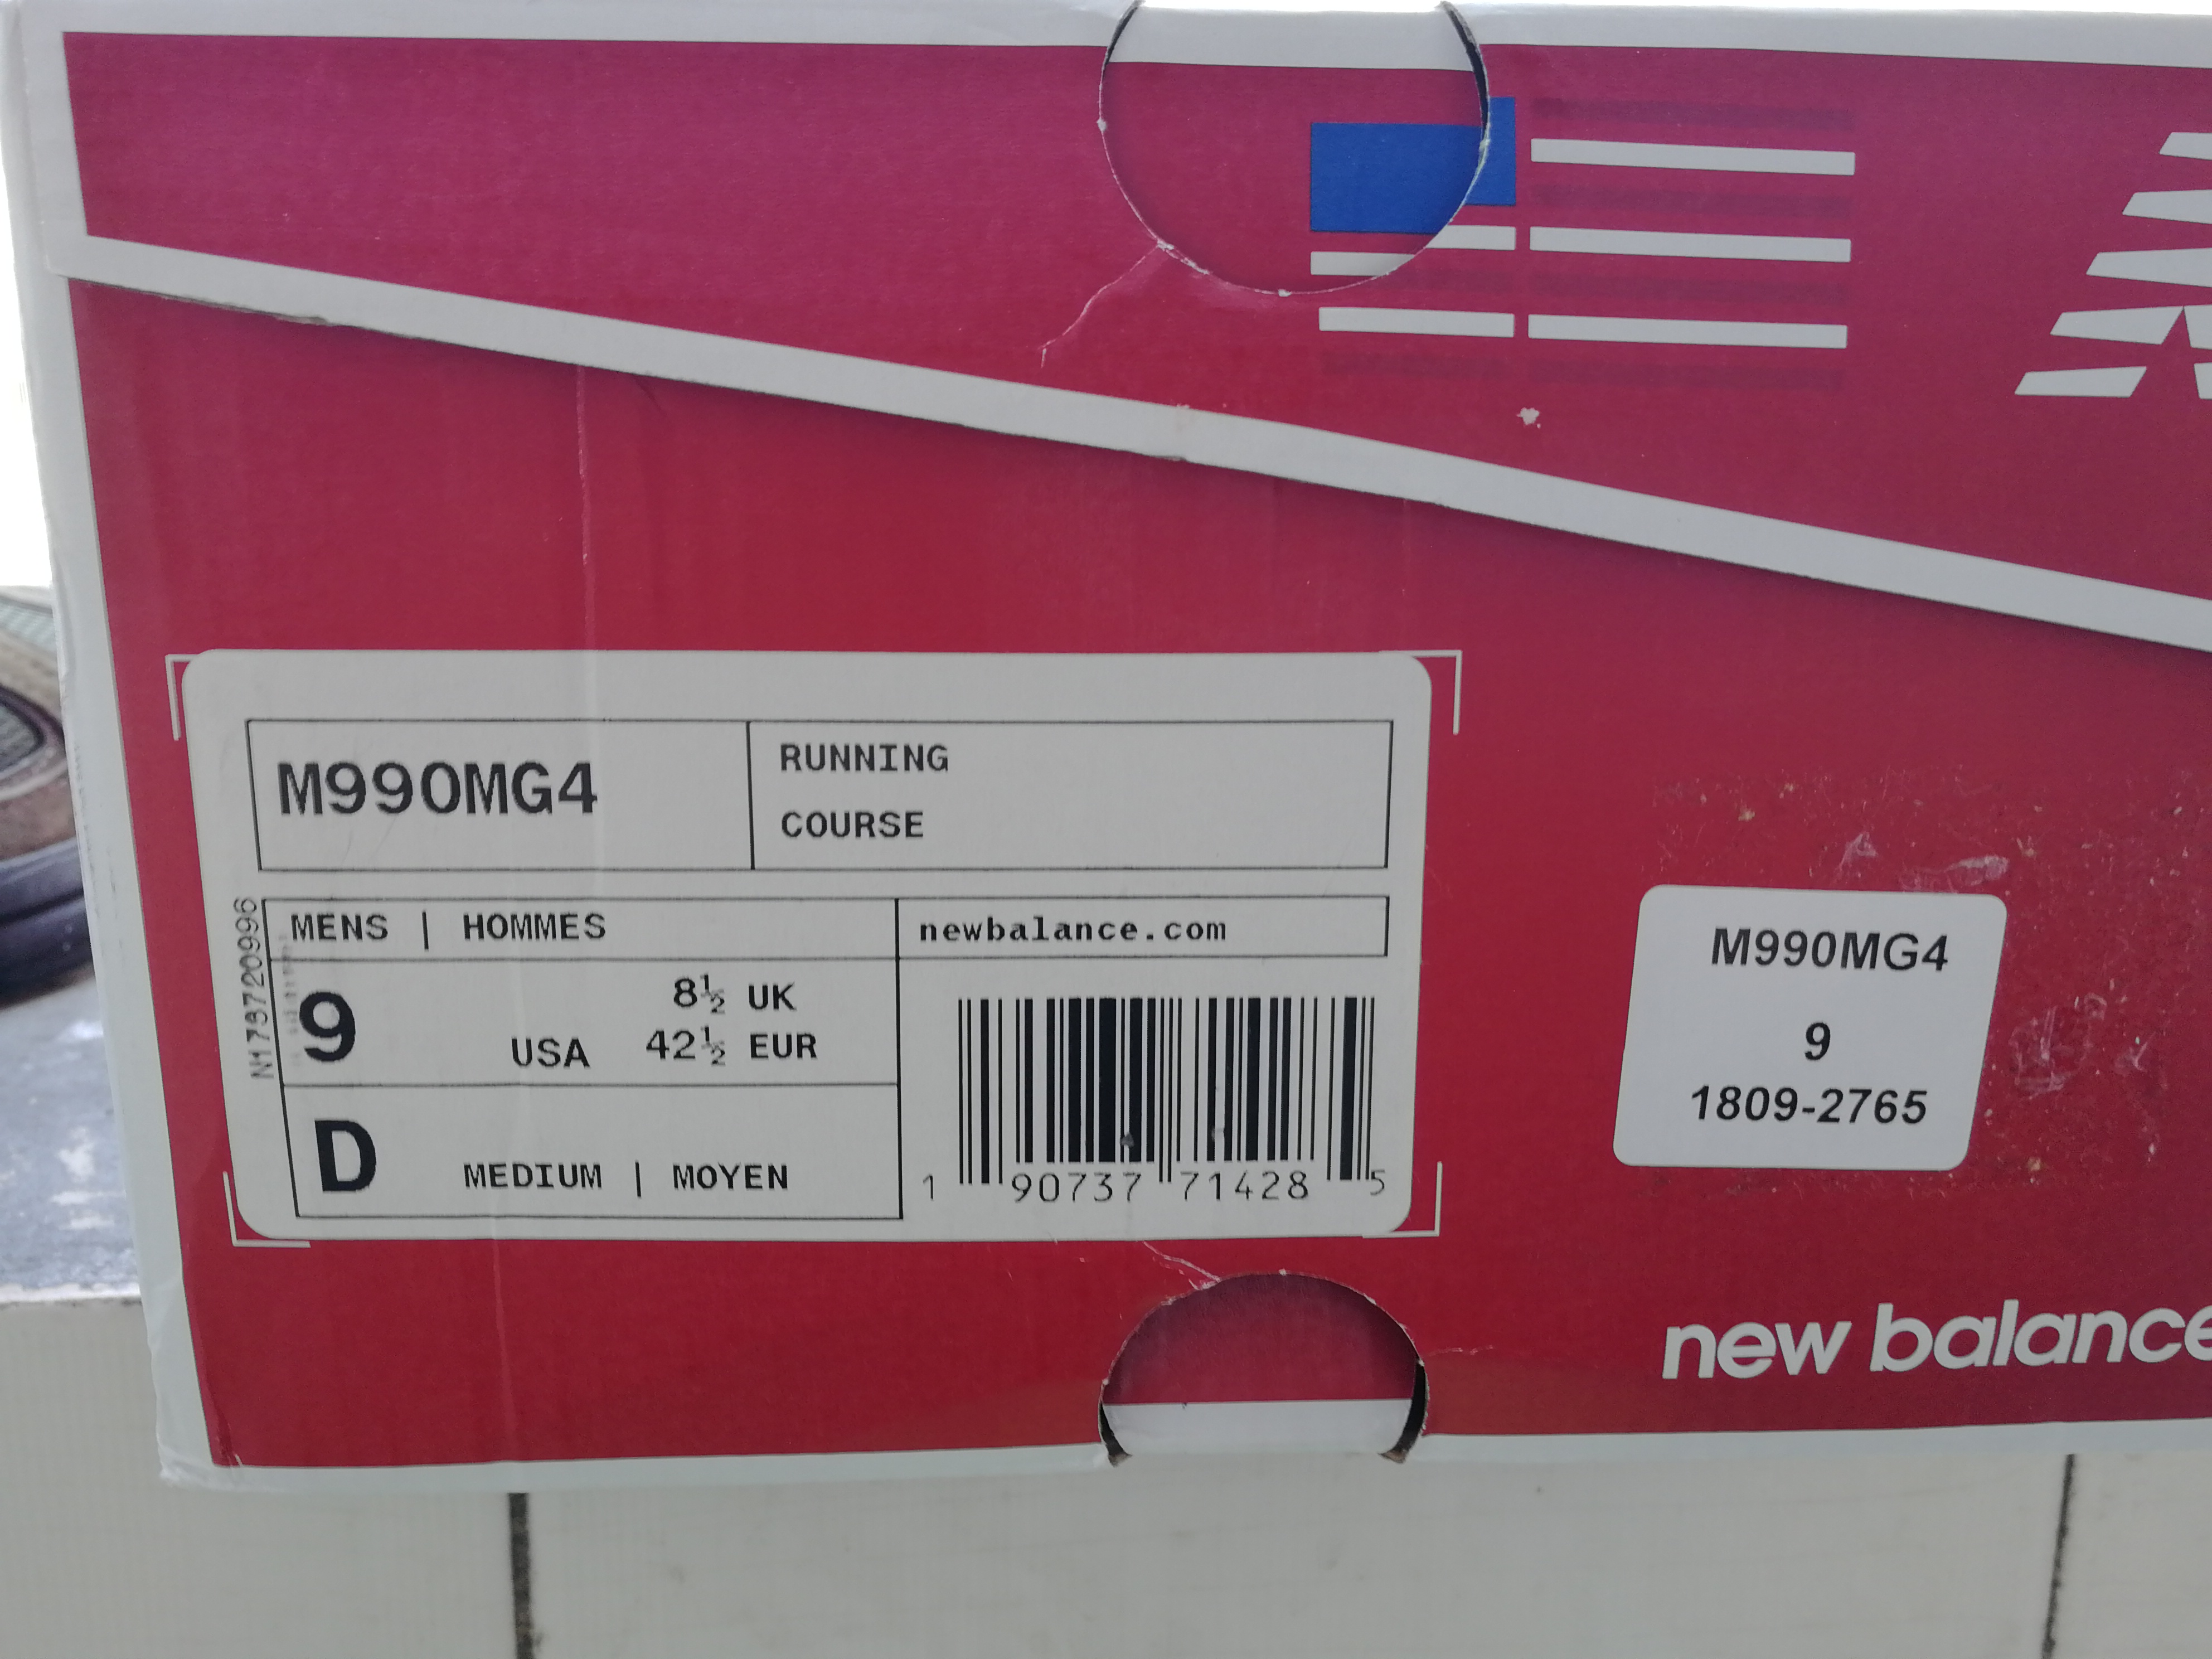 M990MG4
RUNNING
COURSE
MENS | HOMMES
newbalance.com
9
USA
8½ UK
42½ EUR
D
MEDIUM | MOYEN
1 90737 71428 5
M990MG4
9
1809-2765
new balance